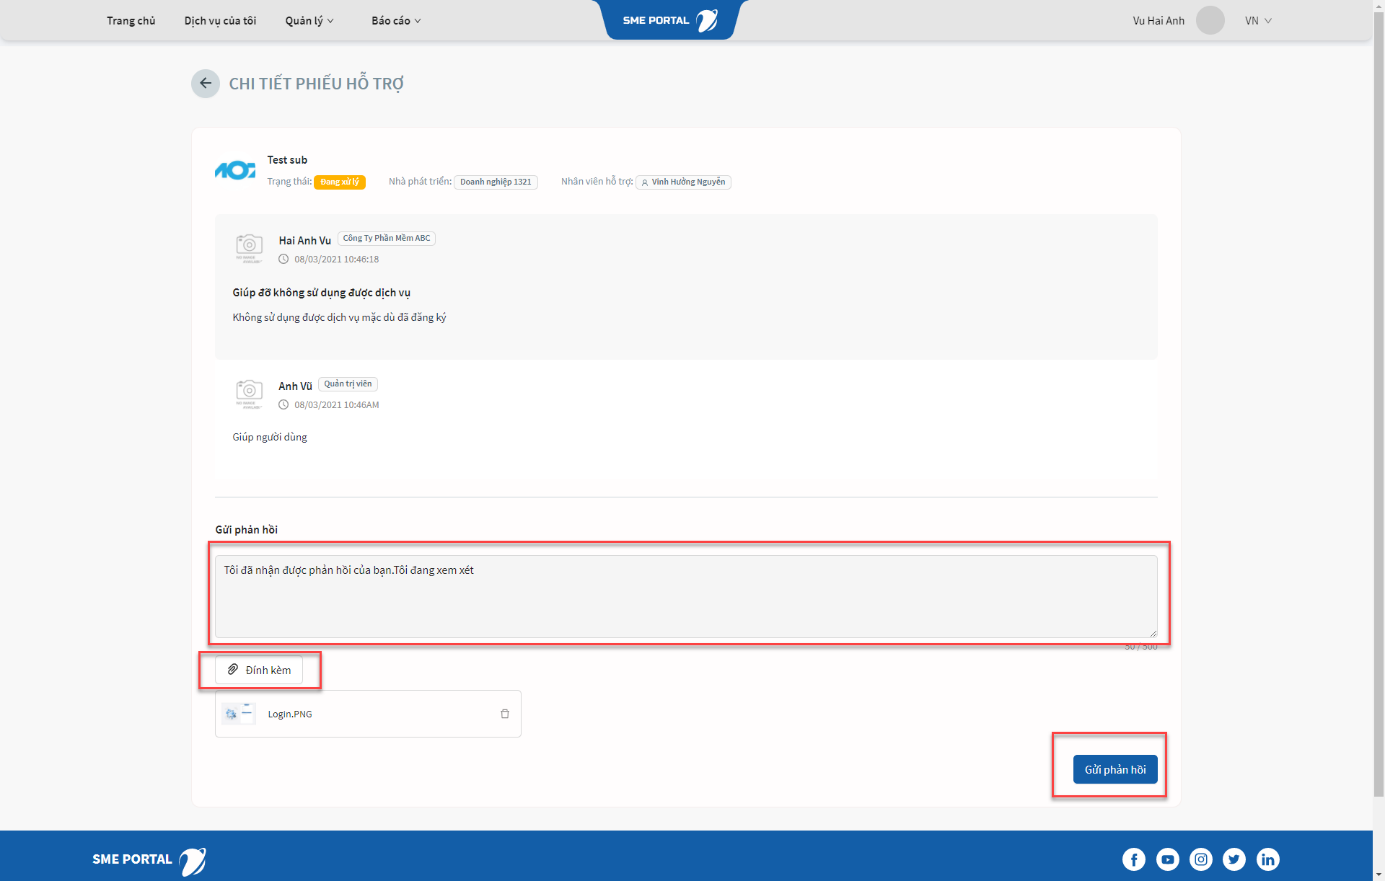 Trang chủ Dịch vụ của tôi Quản lý Báo cáo SME PORTAL Vu Hai Anh VN
CHI TIẾT PHIẾU HỖ TRỢ
Test sub
Trạng thái: Đang xử lý Nhà phát triển: Doanh nghiệp 1321 Nhân viên hỗ trợ: Vinh Hưởng Nguyễn
Hai Anh Vu Công Ty Phần Mềm ABC
08/03/2021 10:46:18
Giúp đỡ không sử dụng được dịch vụ
Không sử dụng được dịch vụ mặc dù đã đăng ký
Anh Vũ Quản trị viên
08/03/2021 10:46AM
Giúp người dùng
Gửi phản hồi
Tôi đã nhận được phản hồi của bạn.Tôi đang xem xét
50 / 500
Đính kèm
Login.PNG
Gửi phản hồi
SME PORTAL